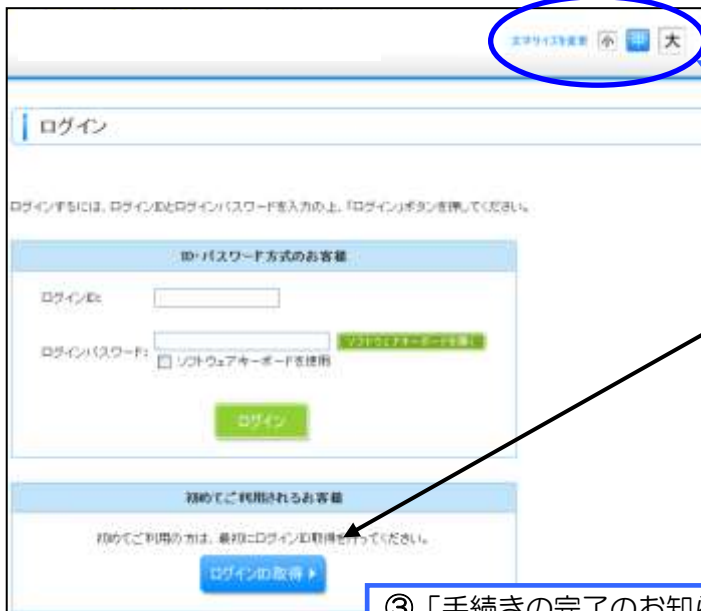 文字サイズを変更 小 中 大
ログイン
ログインするには、ログインIDとログインパスワードを入力の上、「ログイン」ボタンを押してください。
ID・パスワード方式のお客様
ログインID:
ログインパスワード:
ソフトウェアキーボードを開く
ソフトウェアキーボードを使用
ログイン
初めてご利用されるお客様
初めてご利用の方は、最初にログインID取得を行ってください。
ログインID取得
③「手続きの完了のお知